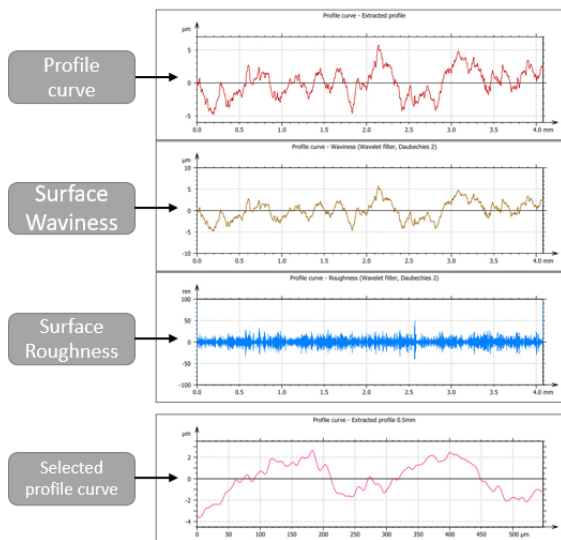 Profile curve - Extracted profile
µm
5
0
-5
0.0 0.5 1.0 1.5 2.0 2.5 3.0 3.5 4.0 mm
Profile
curve
Profile curve - Waviness (Wavelet filter, Daubechies 2)
µm
10
5
0
-5
-10
0.0 0.5 1.0 1.5 2.0 2.5 3.0 3.5 4.0 mm
Surface
Waviness
Profile curve - Roughness (Wavelet filter, Daubechies 2)
nm
100
50
0
-50
-100
0.0 0.5 1.0 1.5 2.0 2.5 3.0 3.5 4.0 mm
Surface
Roughness
Profile curve - Extracted profile 0.5mm
µm
2
0
-2
-4
0 50 100 150 200 250 300 350 400 450 500 µm
Selected
profile curve